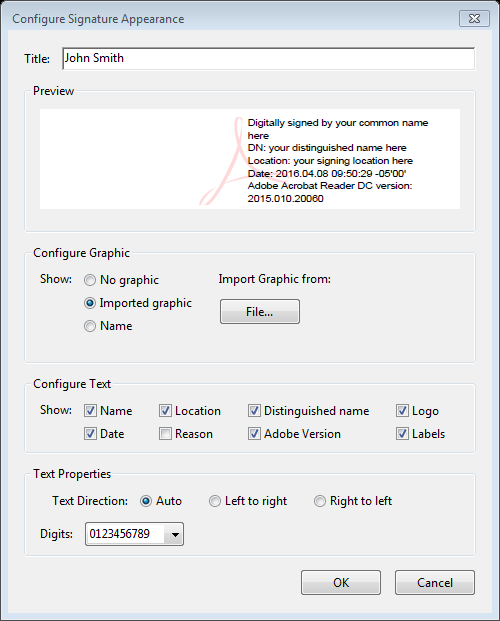 Configure Signature Appearance
Title: John Smith
Preview
Digitally signed by your common name
here
DN: your distinguished name here
Location: your signing location here
Date: 2016.04.08 09:50:29 -05'00'
Adobe Acrobat Reader DC version:
2015.010.20060
Configure Graphic
Show: No graphic Import Graphic from:
Imported graphic File...
Name
Configure Text
Show: Name Location Distinguished name Logo
Date Reason Adobe Version Labels
Text Properties
Text Direction: Auto Left to right Right to left
Digits: 0123456789
OK Cancel